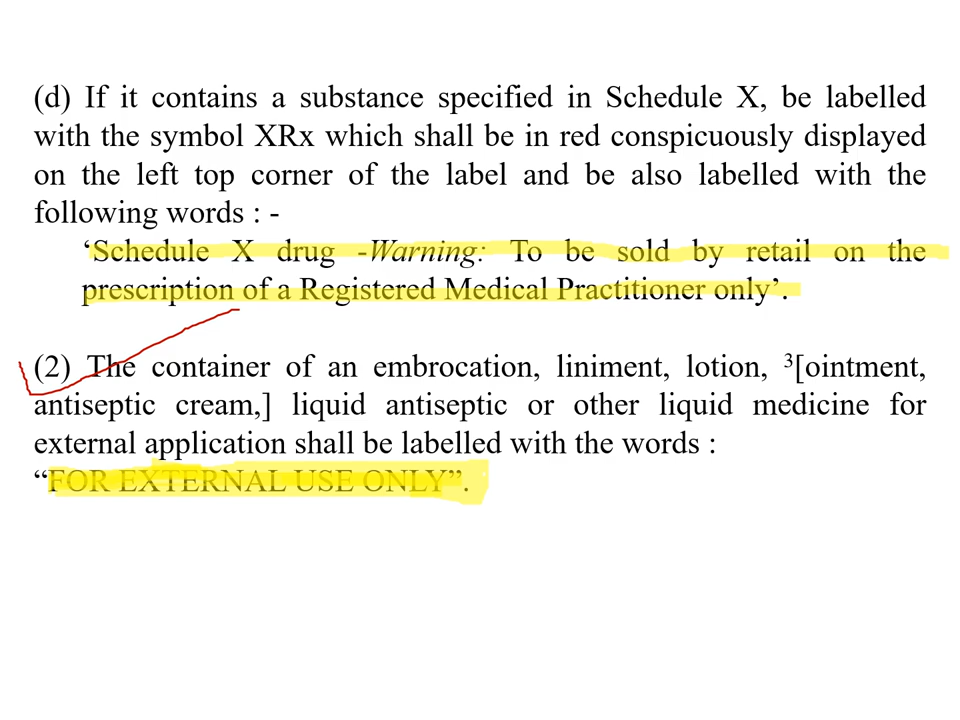 (d) If it contains a substance specified in Schedule X, be labelled
with the symbol XRx which shall be in red conspicuously displayed
on the left top corner of the label and be also labelled with the
following words : -
‘Schedule X drug -Warning: To be sold by retail on the
prescription of a Registered Medical Practitioner only’.
(2) The container of an embrocation, liniment, lotion, ³[ointment,
antiseptic cream,] liquid antiseptic or other liquid medicine for
external application shall be labelled with the words :
“FOR EXTERNAL USE ONLY”.